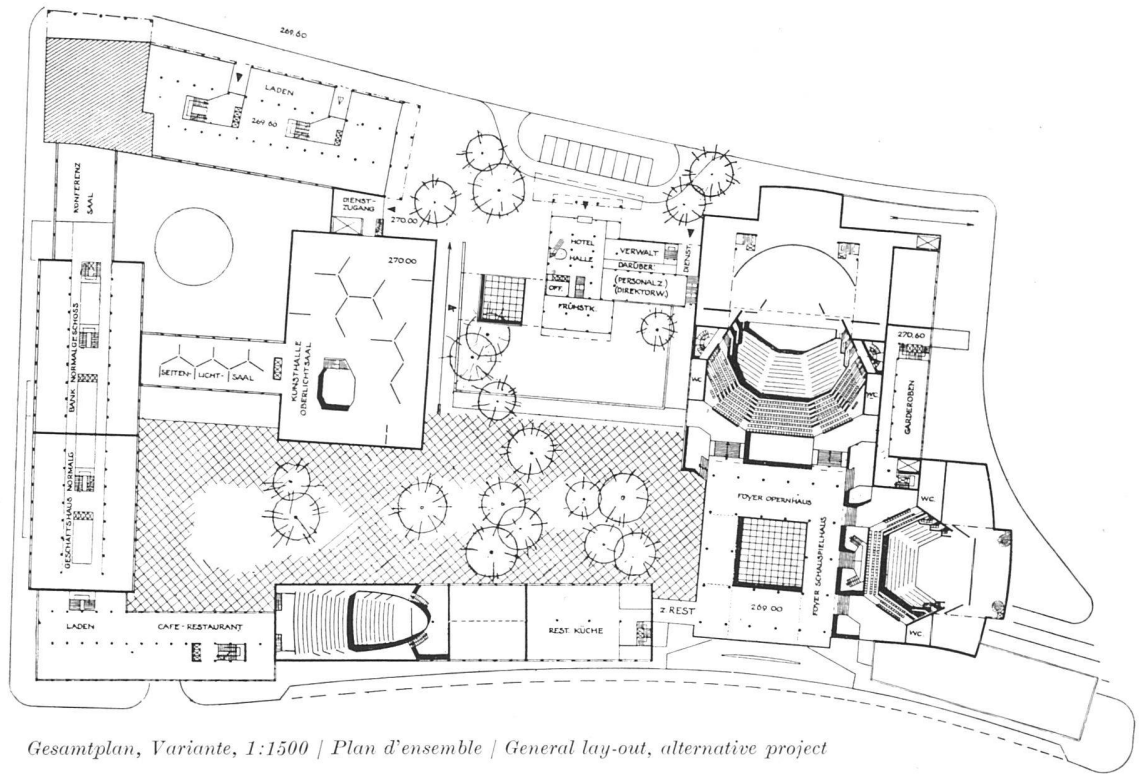 269.60
LADEN
269.60
KONFERENZ
SAAL
DIENST-
ZUGANG
270.00
270.00
HOTEL
HALLE
OFF.
FRÜHSTK.
VERWALT
DARÜBER:
(PERSONALZ.)
(DIREKTORW.)
DIENST.
BANK NORMALGESCHOSS
SEITEN-
LICHT-
SAAL
KUNSTHALLE
OBERLICHTSAAL
WC
WC.
270.60
GARDEROBEN
GESCHÄFTSHAUS NORMALG
FOYER OPERNHAUS
FOYER SCHAUSPIELHAUS
WC.
WC.
269.00
Z. REST
LADEN
CAFE-RESTAURANT
REST. KÜCHE
Gesamtplan, Variante, 1:1500 | Plan d'ensemble | General lay-out, alternative project